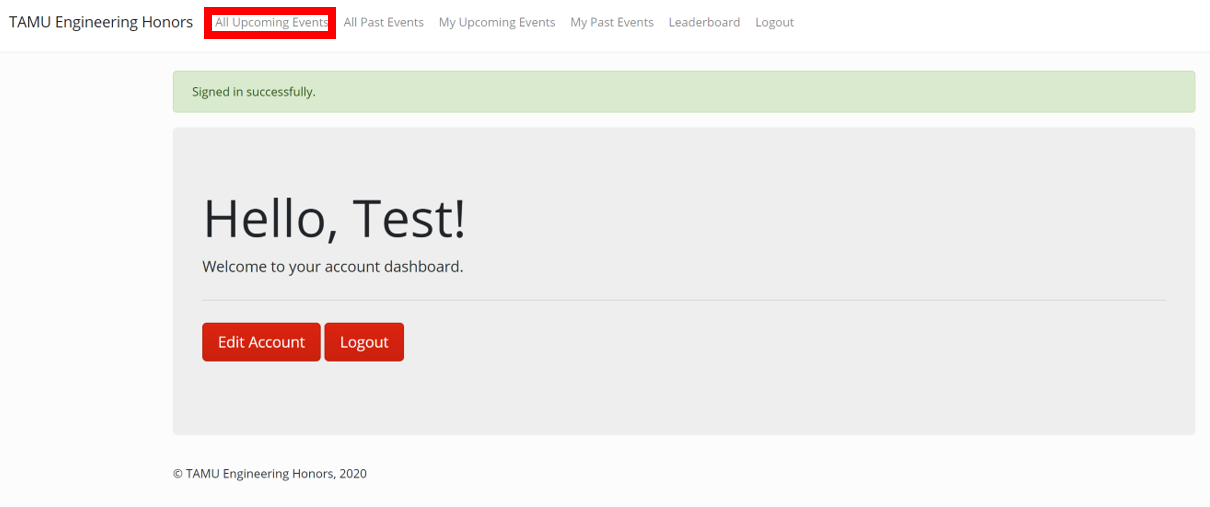 TAMU Engineering Honors All Upcoming Events All Past Events My Upcoming Events My Past Events Leaderboard Logout
Signed in successfully.
Hello, Test!
Welcome to your account dashboard.
Edit Account Logout
© TAMU Engineering Honors, 2020